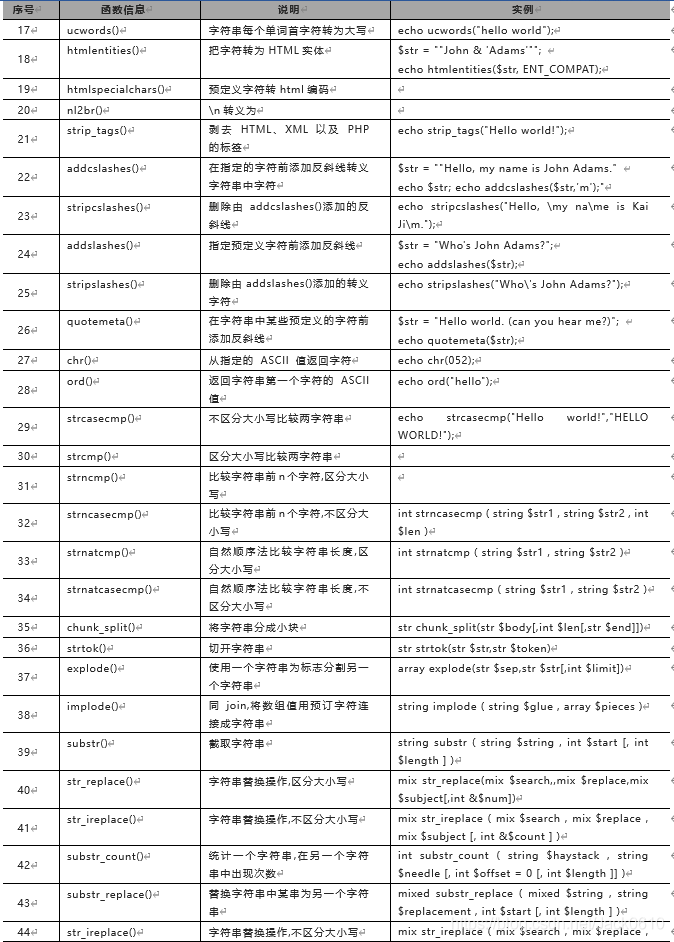 序号 函数信息 说明 实例
17 ucwords() 字符串每个单词首字符转为大写 echo ucwords("hello world");
18 htmlentities() 把字符转为 HTML 实体 $str = ""John & 'Adams'"";
echo htmlentities($str, ENT_COMPAT);
19 htmlspecialchars() 预定义字符转 html 编码
20 nl2br() \n 转义为
21 strip_tags() 剥去 HTML、XML 以及 PHP echo strip_tags("Hello world!");
的标签
22 addcslashes() 在指定的字符前添加反斜线转义 $str = ""Hello, my name is John Adams."
字符串中字符 echo $str; echo addcslashes($str,'m');"
23 stripcslashes() 删除由 addcslashes()添加的反 echo stripcslashes("Hello, \my na\me is Kai
斜线 Ji\m.");
24 addslashes() 指定预定义字符前添加反斜线 $str = "Who's John Adams?";
echo addslashes($str);
25 stripslashes() 删除由 addslashes()添加的转义 echo stripslashes("Who\'s John Adams?");
字符
26 quotemeta() 在字符串中某些预定义的字符前 $str = "Hello world. (can you hear me?)";
添加反斜线 echo quotemeta($str);
27 chr() 从指定的 ASCII 值返回字符 echo chr(052);
28 ord() 返回字符串第一个字符的 ASCII echo ord("hello");
值
29 strcasecmp() 不区分大小写比较两字符串 echo strcasecmp("Hello world!","HELLO
WORLD!");
30 strcmp() 区分大小写比较两字符串
31 strncmp() 比较字符串前 n 个字符,区分大小
写
32 strncasecmp() 比较字符串前 n 个字符,不区分大 int strncasecmp ( string $str1 , string $str2 , int
小写 $len )
33 strnatcmp() 自然顺序法比较字符串长度,区 int strnatcmp ( string $str1 , string $str2 )
分大小写
34 strnatcasecmp() 自然顺序法比较字符串长度,不 int strnatcasecmp ( string $str1 , string $str2 )
区分大小写
35 chunk_split() 将字符串分成小块 str chunk_split(str $body[,int $len[,str $end]])
36 strtok() 切开字符串 str strtok(str $str,str $token)
37 explode() 使用一个字符串为标志分割另一 array explode(str $sep,str $str[,int $limit])
个字符串
38 implode() 同 join,将数组值用预订字符连 string implode ( string $glue , array $pieces )
接成字符串
39 substr() 截取字符串 string substr ( string $string , int $start [, int
$length ] )
40 str_replace() 字符串替换操作,区分大小写 mix str_replace(mix $search,,mix $replace,mix
$subject[,int &$num])
41 str_ireplace() 字符串替换操作,不区分大小写 mix str_ireplace ( mix $search , mix $replace ,
mix $subject [, int &$count ] )
42 substr_count() 统计一个字符串,在另一个字符 int substr_count ( string $haystack , string
串中出现次数 $needle [, int $offset = 0 [, int $length ]] )
43 substr_replace() 替换字符串中某串为另一个字符 mixed substr_replace ( mixed $string , string
串 $replacement , int $start [, int $length ] )
44 str_ireplace() 字符串替换操作,不区分大小写 mix str_ireplace ( mix $search , mix $replace ,